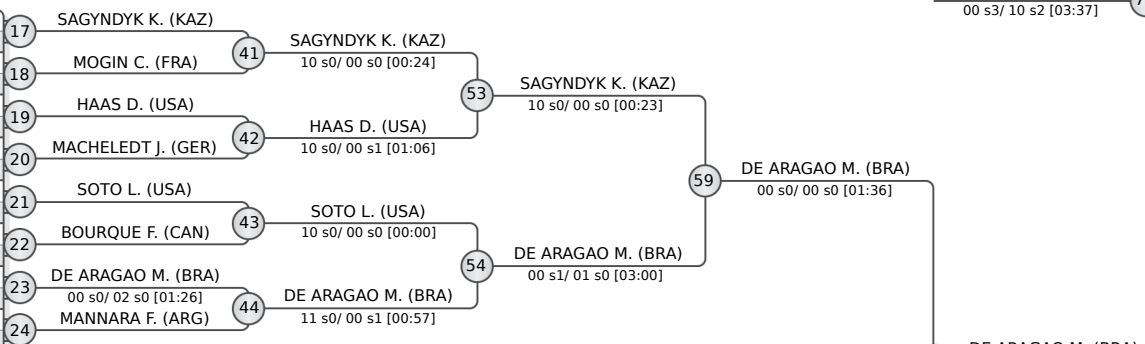 00 s3/ 10 s2 [03:37]
17
SAGYNDYK K. (KAZ)
18
MOGIN C. (FRA)
41
SAGYNDYK K. (KAZ)
10 s0/ 00 s0 [00:24]
19
HAAS D. (USA)
20
MACHELEDT J. (GER)
42
HAAS D. (USA)
10 s0/ 00 s1 [01:06]
53
SAGYNDYK K. (KAZ)
10 s0/ 00 s0 [00:23]
21
SOTO L. (USA)
22
BOURQUE F. (CAN)
43
SOTO L. (USA)
10 s0/ 00 s0 [00:00]
23
DE ARAGAO M. (BRA)
00 s0/ 02 s0 [01:26]
24
MANNARA F. (ARG)
44
DE ARAGAO M. (BRA)
11 s0/ 00 s1 [00:57]
54
DE ARAGAO M. (BRA)
00 s1/ 01 s0 [03:00]
59
DE ARAGAO M. (BRA)
00 s0/ 00 s0 [01:36]